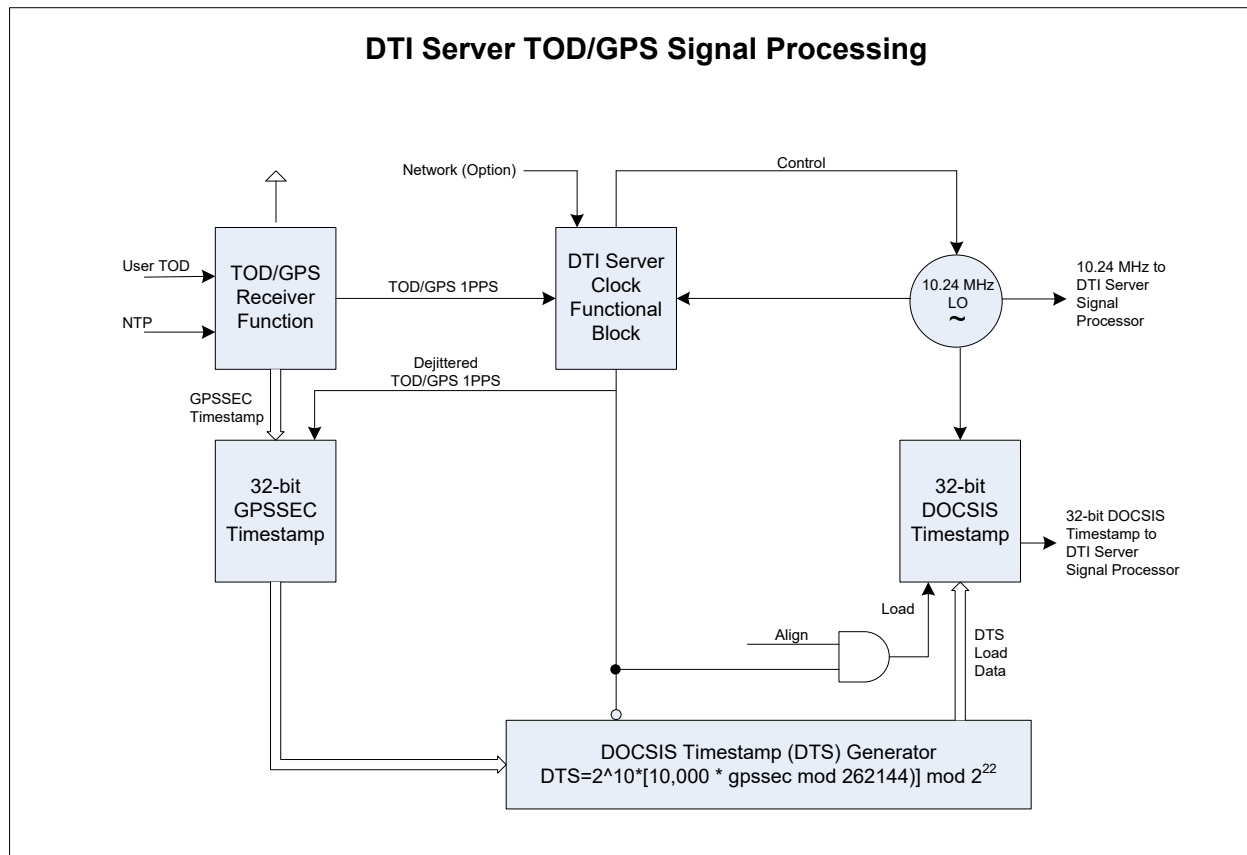 DTI Server TOD/GPS Signal Processing
Network (Option)
Control
User TOD
NTP
TOD/GPS
Receiver
Function
TOD/GPS 1PPS
DTI Server
Clock
Functional
Block
10.24 MHz
LO
~
10.24 MHz to
DTI Server
Signal
Processor
Dejittered
TOD/GPS 1PPS
GPSSEC
Timestamp
32-bit
GPSSEC
Timestamp
32-bit
DOCSIS
Timestamp
32-bit DOCSIS
Timestamp to
DTI Server
Signal Processor
Load
Align
DTS
Load
Data
DOCSIS Timestamp (DTS) Generator
DTS=2^10*[10,000 * gpssec mod 262144)] mod 2²²